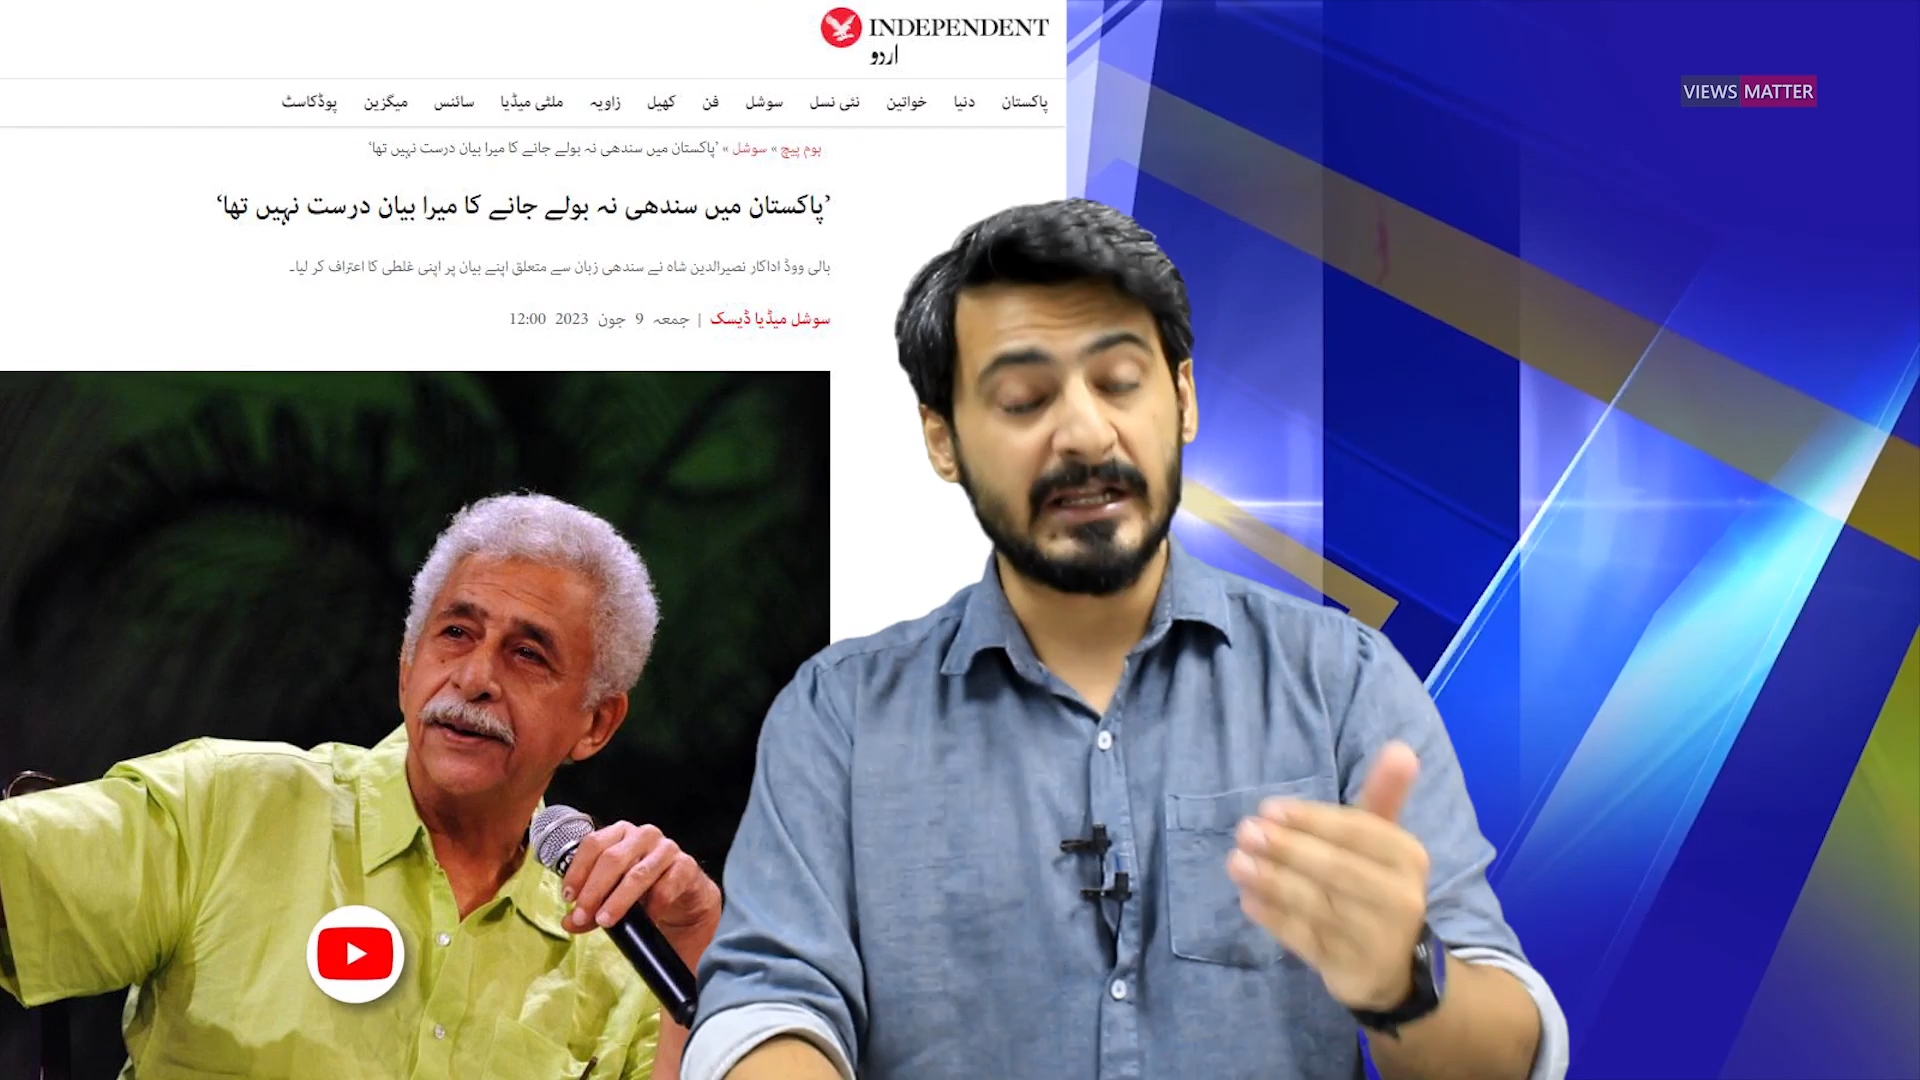 INDEPENDENT
اردو
VIEWS MATTER
پاکستان دنیا خواتین نئی نسل سوشل فن کھیل زاویہ ملٹی میڈیا سائنس میگزین پوڈکاسٹ
ہوم پیج » سوشل » ’پاکستان میں سندھی نہ بولے جانے کا میرا بیان درست نہیں تھا‘
’پاکستان میں سندھی نہ بولے جانے کا میرا بیان درست نہیں تھا‘
بالی ووڈ اداکار نصیرالدین شاہ نے سندھی زبان سے متعلق اپنے بیان پر اپنی غلطی کا اعتراف کر لیا۔
سوشل میڈیا ڈیسک | جمعہ 9 جون 2023 12:00